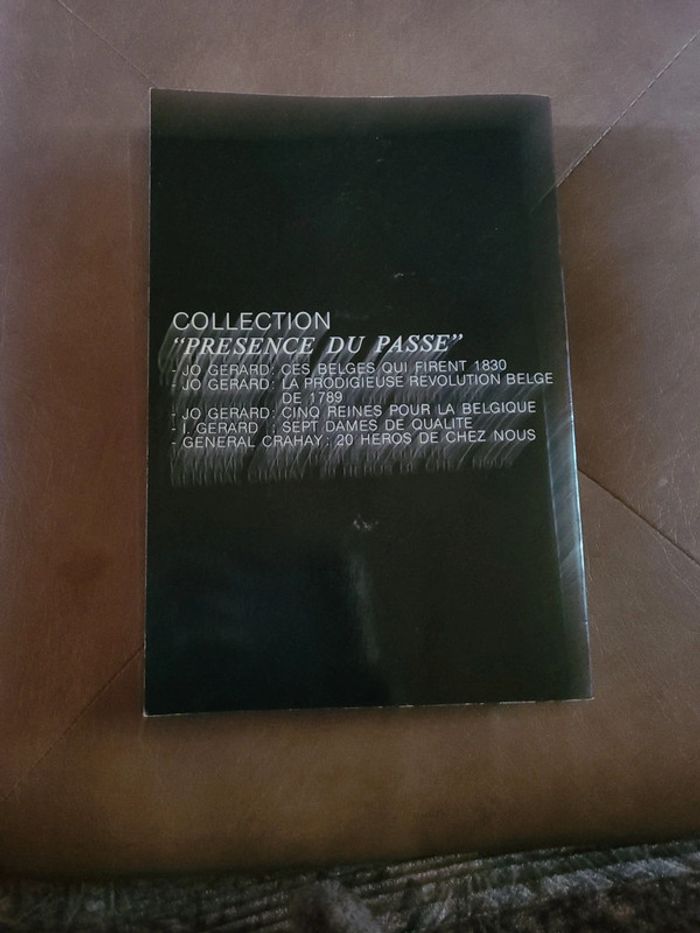 COLLECTION
“PRESENCE DU PASSE”
- JO GERARD: CES BELGES QUI FIRENT 1830
- JO GERARD: LA PRODIGIEUSE REVOLUTION BELGE
DE 1789
- JO GERARD: CINQ REINES POUR LA BELGIQUE
- I. GERARD : SEPT DAMES DE QUALITE
- GENERAL CRAHAY: 20 HEROS DE CHEZ NOUS